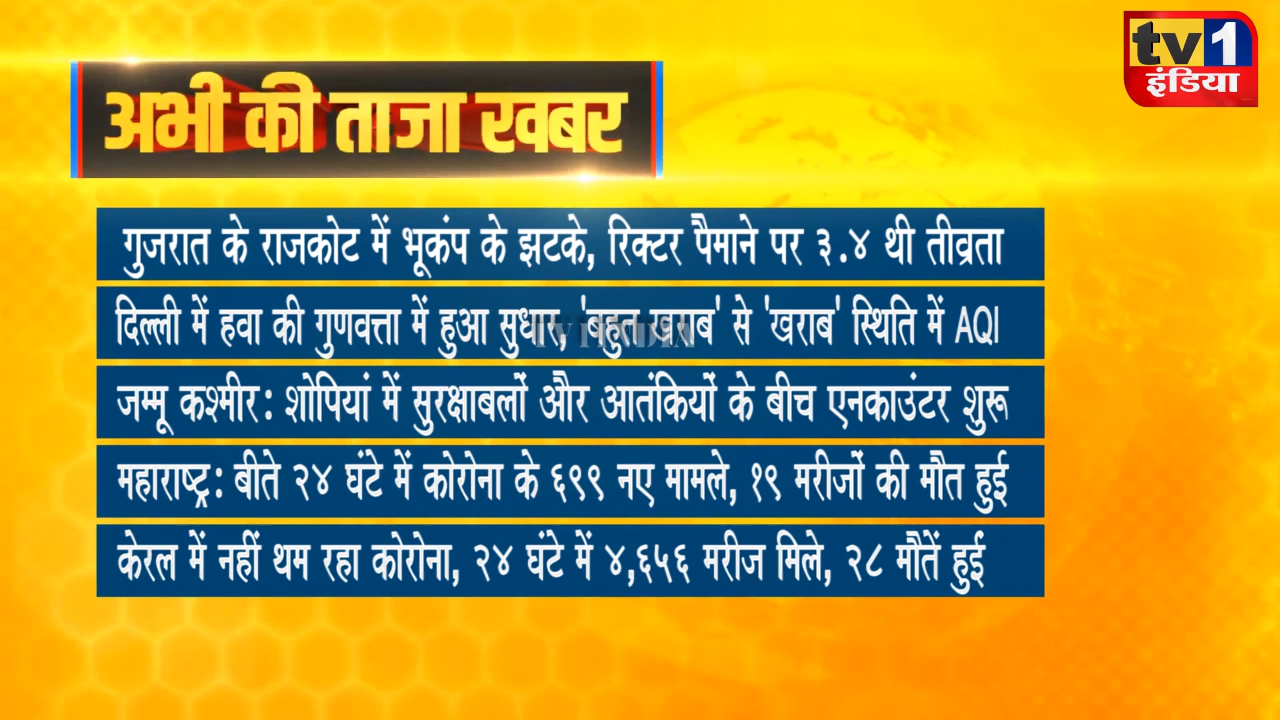 tv1
इंडिया
अभी की ताजा खबर
गुजरात के राजकोट में भूकंप के झटके, रिक्टर पैमाने पर ३.४ थी तीव्रता
दिल्ली में हवा की गुणवत्ता में हुआ सुधार, 'बहुत खराब' से 'खराब' स्थिति में AQI
TV1 INDIA
जम्मू कश्मीर: शोपियां में सुरक्षाबलों और आतंकियों के बीच एनकाउंटर शुरू
महाराष्ट्र: बीते २४ घंटे में कोरोना के ६९९ नए मामले, १९ मरीजों की मौत हुई
केरल में नहीं थम रहा कोरोना, २४ घंटे में ४,६५६ मरीज मिले, २८ मौतें हुई